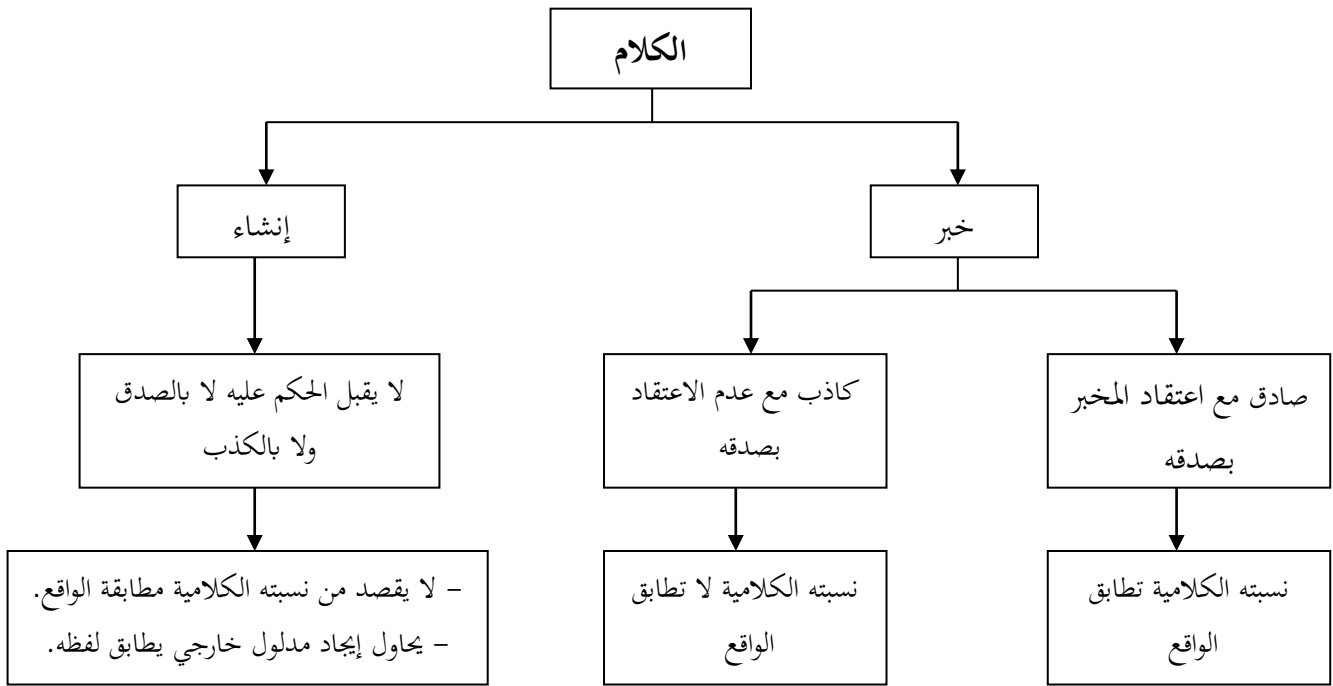 الكلام
خبر
إنشاء
صادق مع اعتقاد المخبر
بصدقه
كاذب مع عدم الاعتقاد
بصدقه
لا يقبل الحكم عليه لا بالصدق
ولا بالكذب
نسبته الكلامية تطابق
الواقع
نسبته الكلامية لا تطابق
الواقع
– لا يقصد من نسبته الكلامية مطابقة الواقع.
– يحاول إيجاد مدلول خارجي يطابق لفظه.